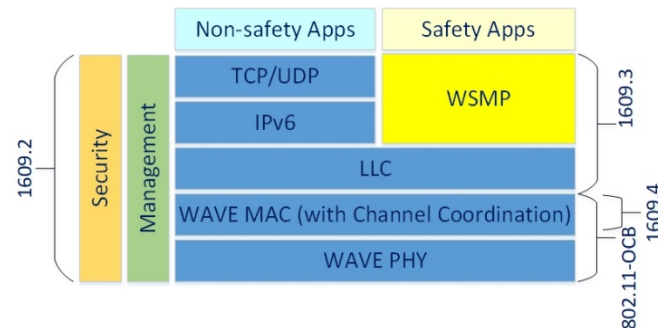 Non-safety Apps
Safety Apps
TCP/UDP
WSMP
IPv6
LLC
WAVE MAC (with Channel Coordination)
WAVE PHY
1609.2
Security
Management
1609.3
1609.4
802.11-OCB